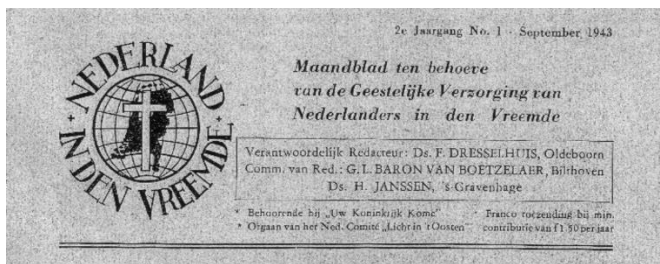 NEDERLAND
IN DEN VREEMDE
2e Jaargang No. 1 - September 1943
Maandblad ten behoeve
van de Geestelijke Verzorging van
Nederlanders in den Vreemde
Verantwoordelijk Redacteur: Ds. F. DRESSELHUIS, Oldeboorn
Comm. van Red.: G.L. BARON VAN BOETZELAER, Bilthoven
Ds. H. JANSSEN, 's Gravenhage
* Behoorende bij „Uw Koninkrijk Kome"
* Orgaan van het Ned. Comité „Licht in 't Oosten"
* Franco toezending bij min.
contributie van f 1.50 per jaar